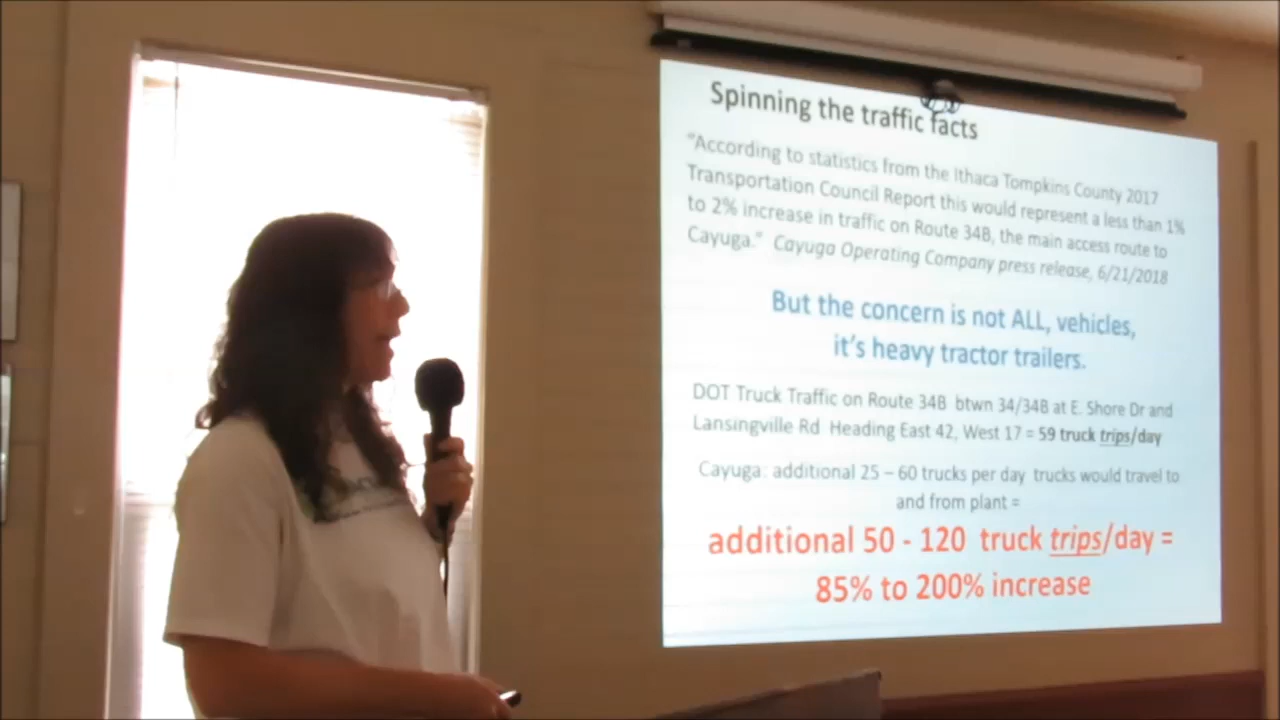 Spinning the traffic facts
"According to statistics from the Ithaca Tompkins County 2017
Transportation Council Report this would represent a less than 1%
to 2% increase in traffic on Route 34B, the main access route to
Cayuga." Cayuga Operating Company press release, 6/21/2018
But the concern is not ALL, vehicles,
it's heavy tractor trailers.
DOT Truck Traffic on Route 34B btwn 34/34B at E. Shore Dr and
Lansingville Rd Heading East 42, West 17 = 59 truck trips/day
Cayuga: additional 25 – 60 trucks per day trucks would travel to
and from plant =
additional 50 - 120 truck trips/day =
85% to 200% increase